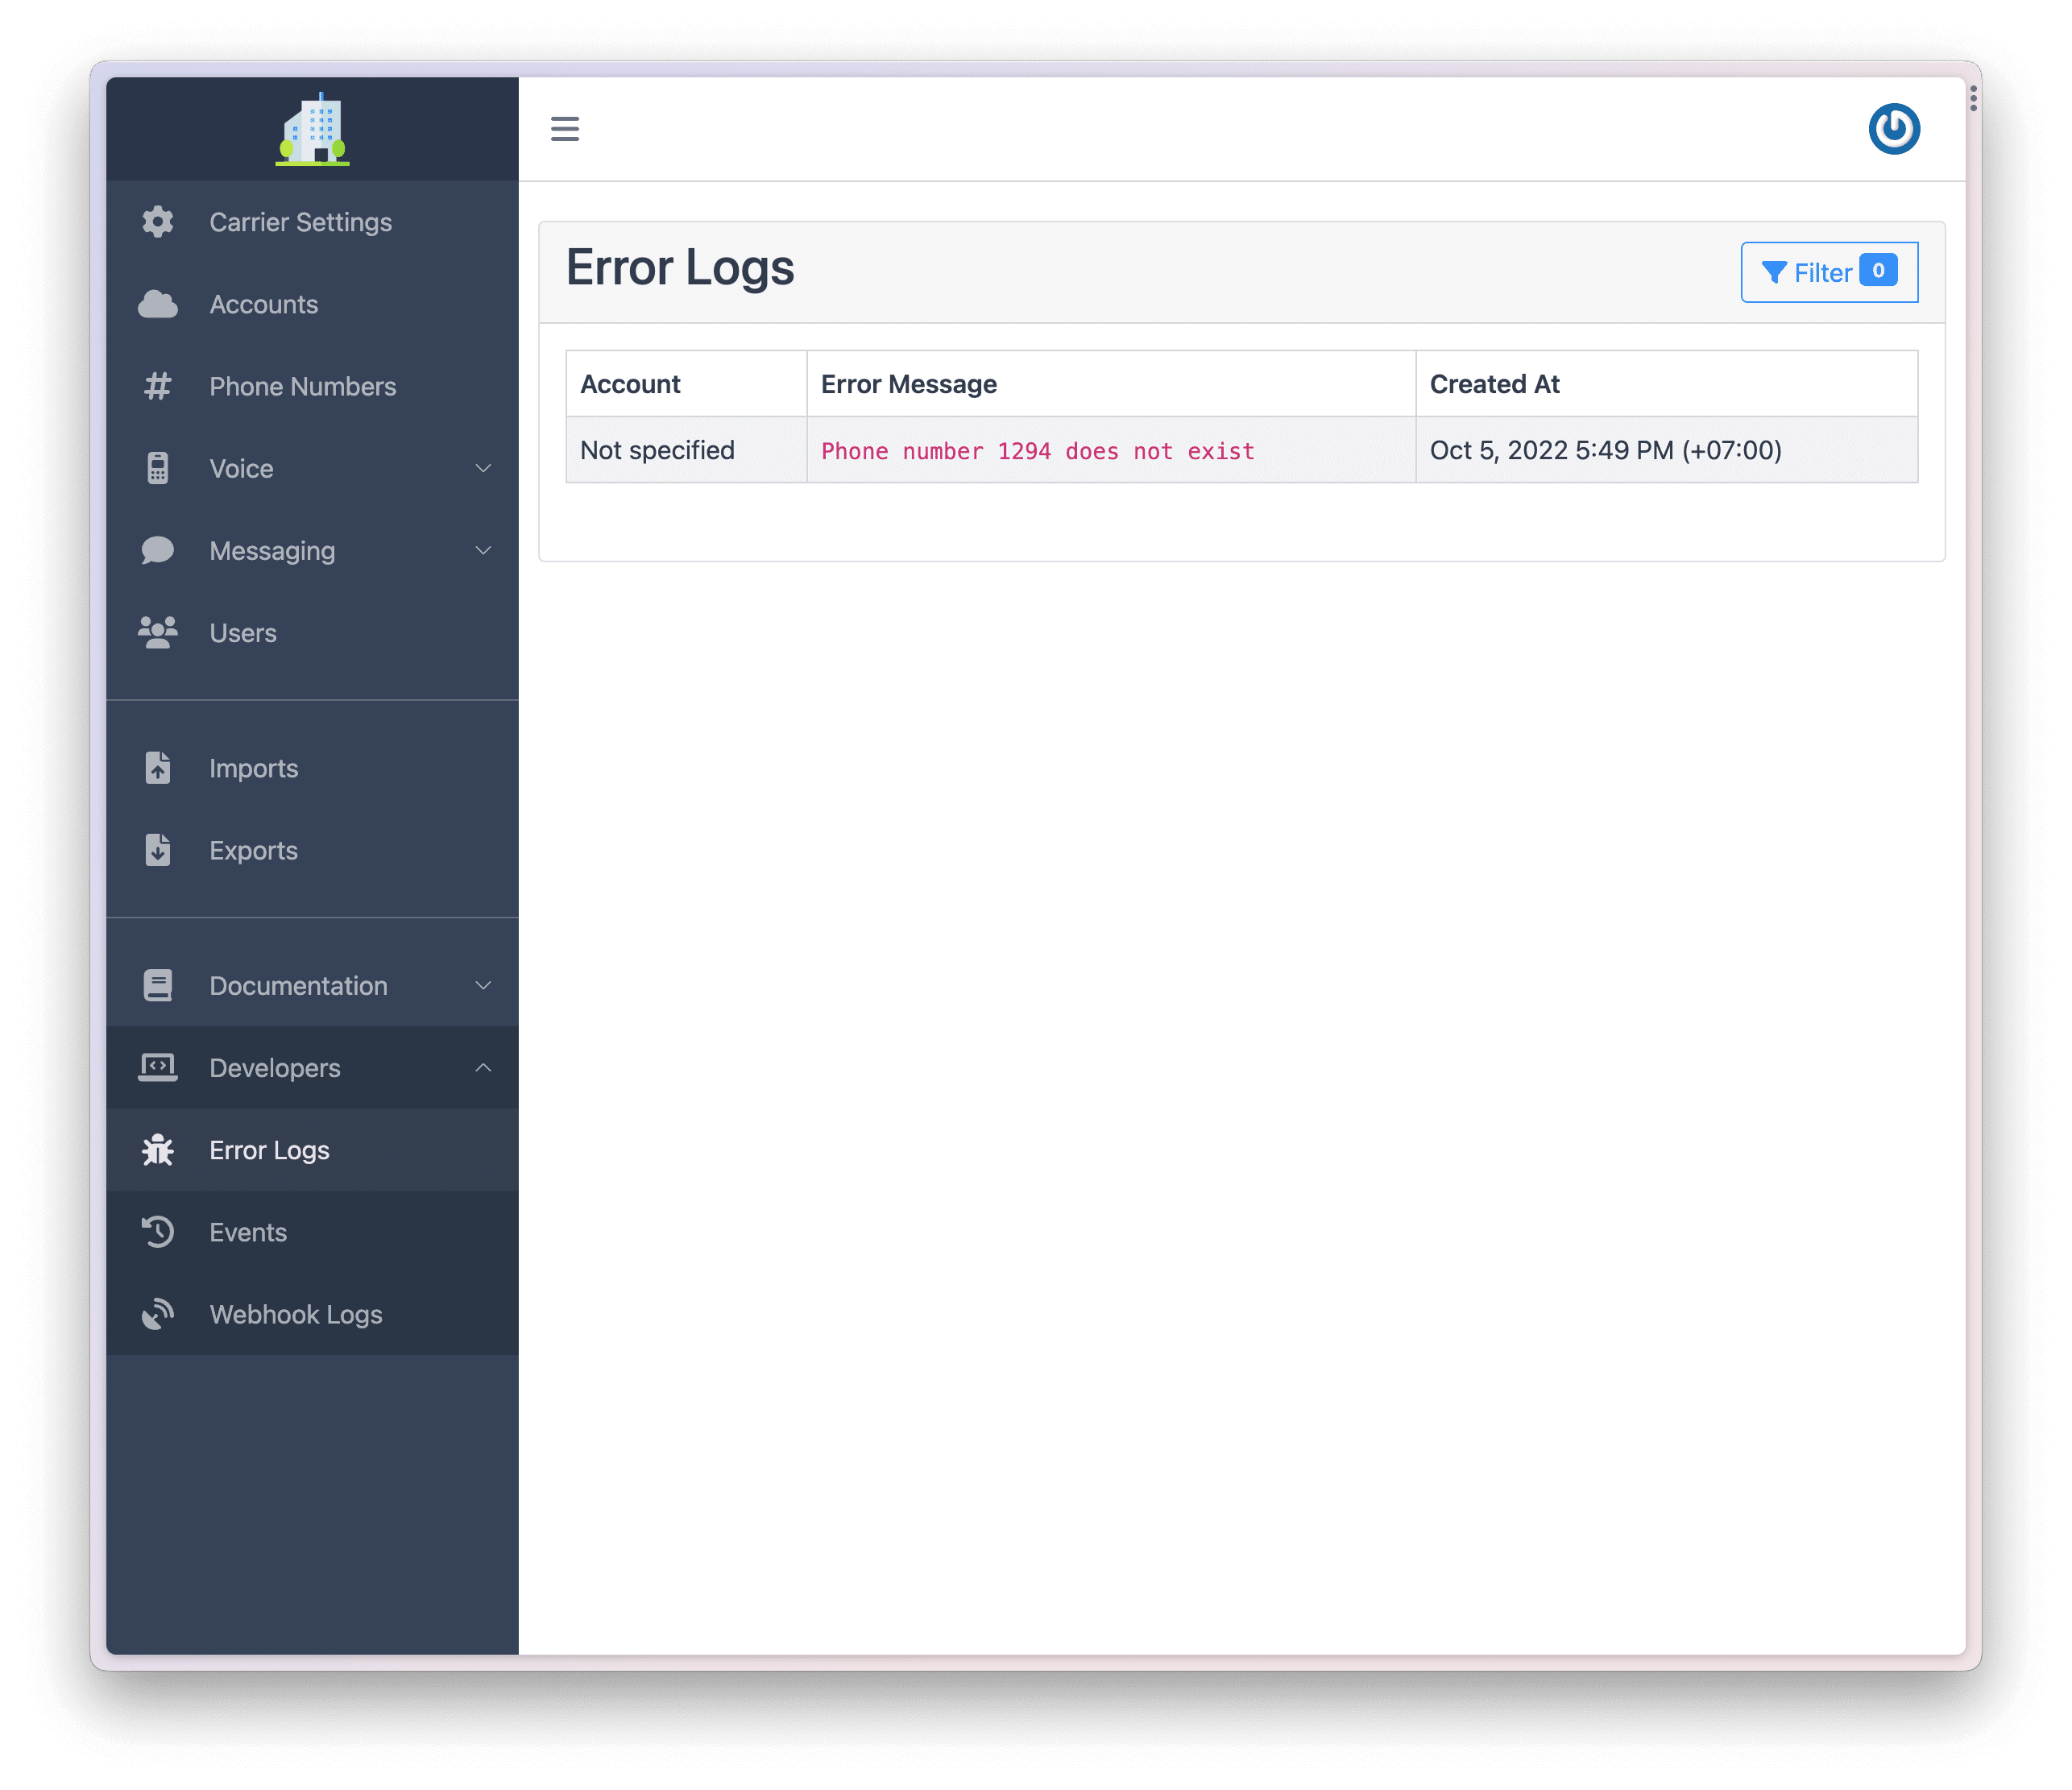 Carrier Settings
Accounts
Phone Numbers
Voice
Messaging
Users
Imports
Exports
Documentation
Developers
Error Logs
Events
Webhook Logs
Error Logs
Filter 0
Account Error Message Created At
Not specified Phone number 1294 does not exist Oct 5, 2022 5:49 PM (+07:00)